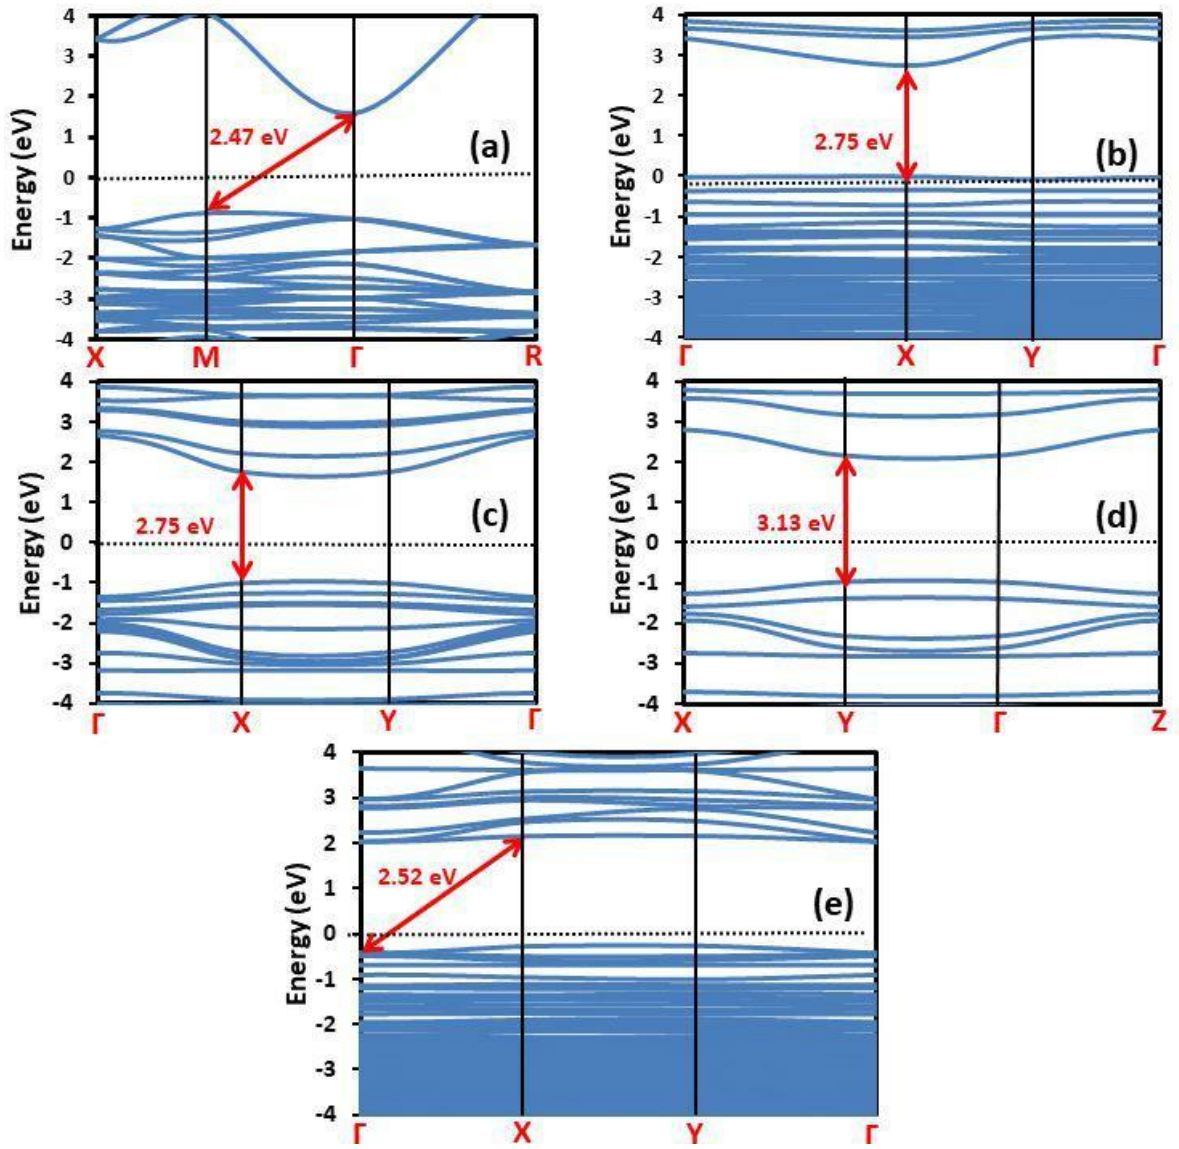 4
3
2
1
0
-1
-2
-3
-4
Energy (eV)
2.47 eV
(a)
X M Γ R
4
3
2
1
0
-1
-2
-3
-4
Energy (eV)
2.75 eV
(b)
Γ X Y Γ
4
3
2
1
0
-1
-2
-3
-4
Energy (eV)
2.75 eV
(c)
Γ X Y Γ
4
3
2
1
0
-1
-2
-3
-4
Energy (eV)
3.13 eV
(d)
X Y Γ Z
4
3
2
1
0
-1
-2
-3
-4
Energy (eV)
2.52 eV
(e)
Γ X Y Γ